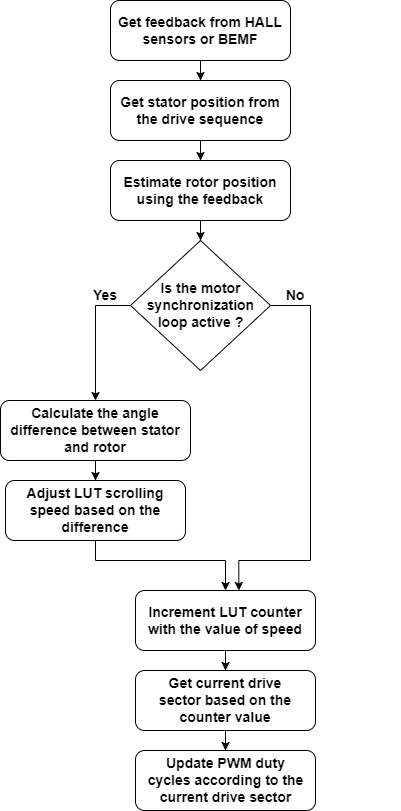 Get feedback from HALL
sensors or BEMF
Get stator position from
the drive sequence
Estimate rotor position
using the feedback
Is the motor
synchronization
loop active ?
Yes
No
Calculate the angle
difference between stator
and rotor
Adjust LUT scrolling
speed based on the
difference
Increment LUT counter
with the value of speed
Get current drive
sector based on the
counter value
Update PWM duty
cycles according to the
current drive sector